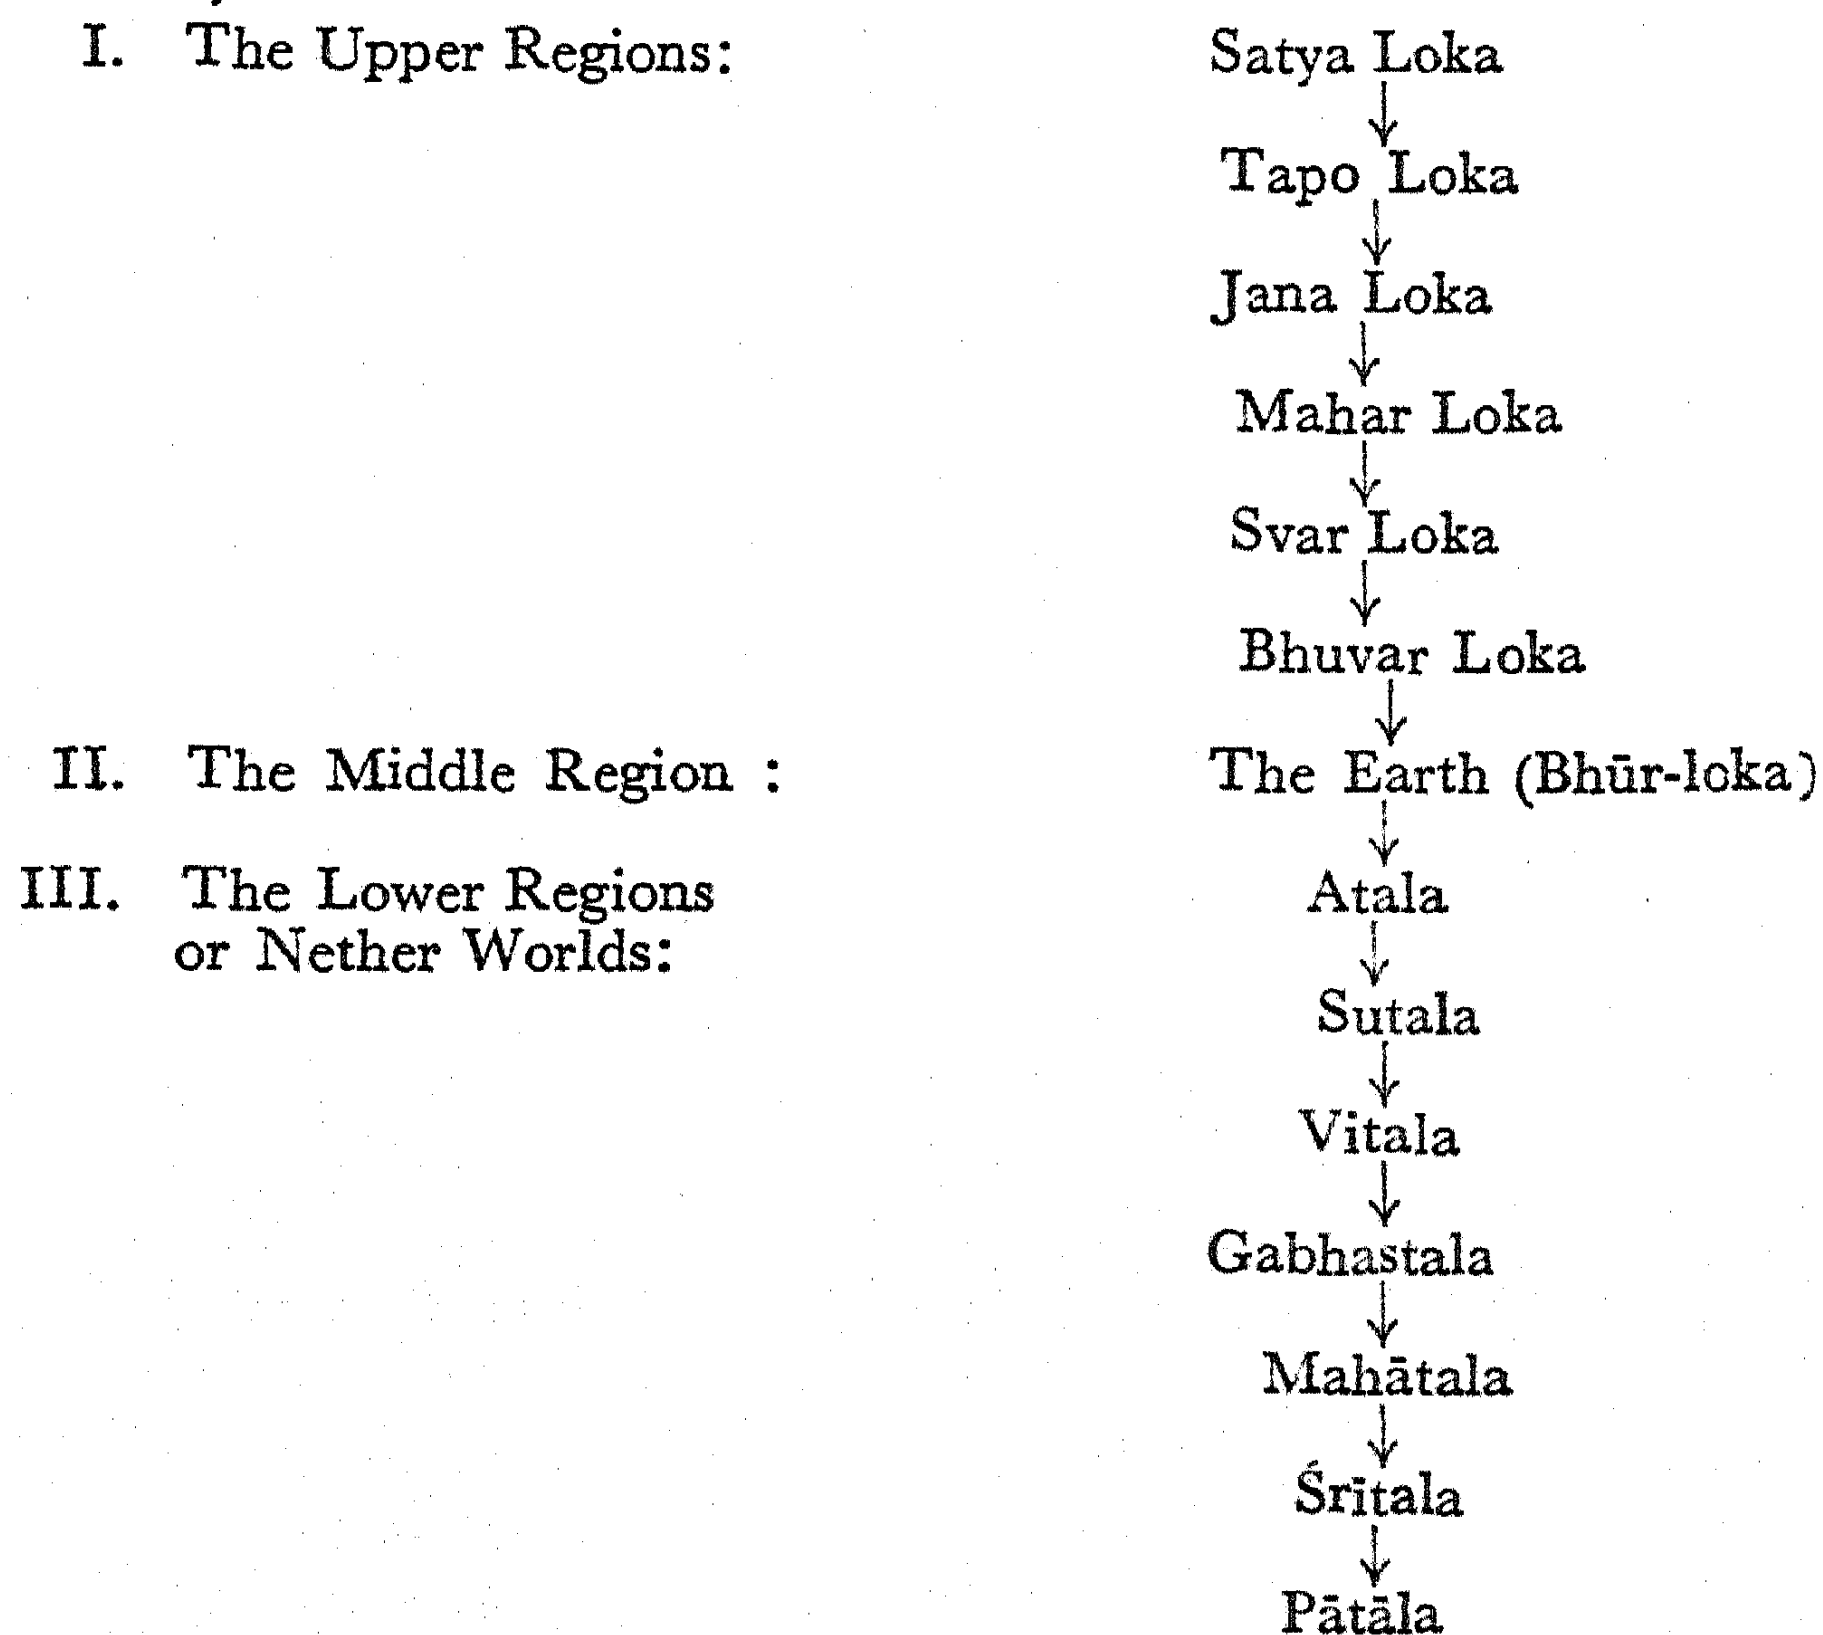 I. The Upper Regions: Satya Loka
↓
Tapo Loka
↓
Jana Loka
↓
Mahar Loka
↓
Svar Loka
↓
Bhuvar Loka
↓
II. The Middle Region : The Earth (Bhūr-loka)
↓
III. The Lower Regions Atala
or Nether Worlds:
↓
Sutala
↓
Vitala
↓
Gabhastala
↓
Mahātala
↓
Śrītala
↓
Pātāla